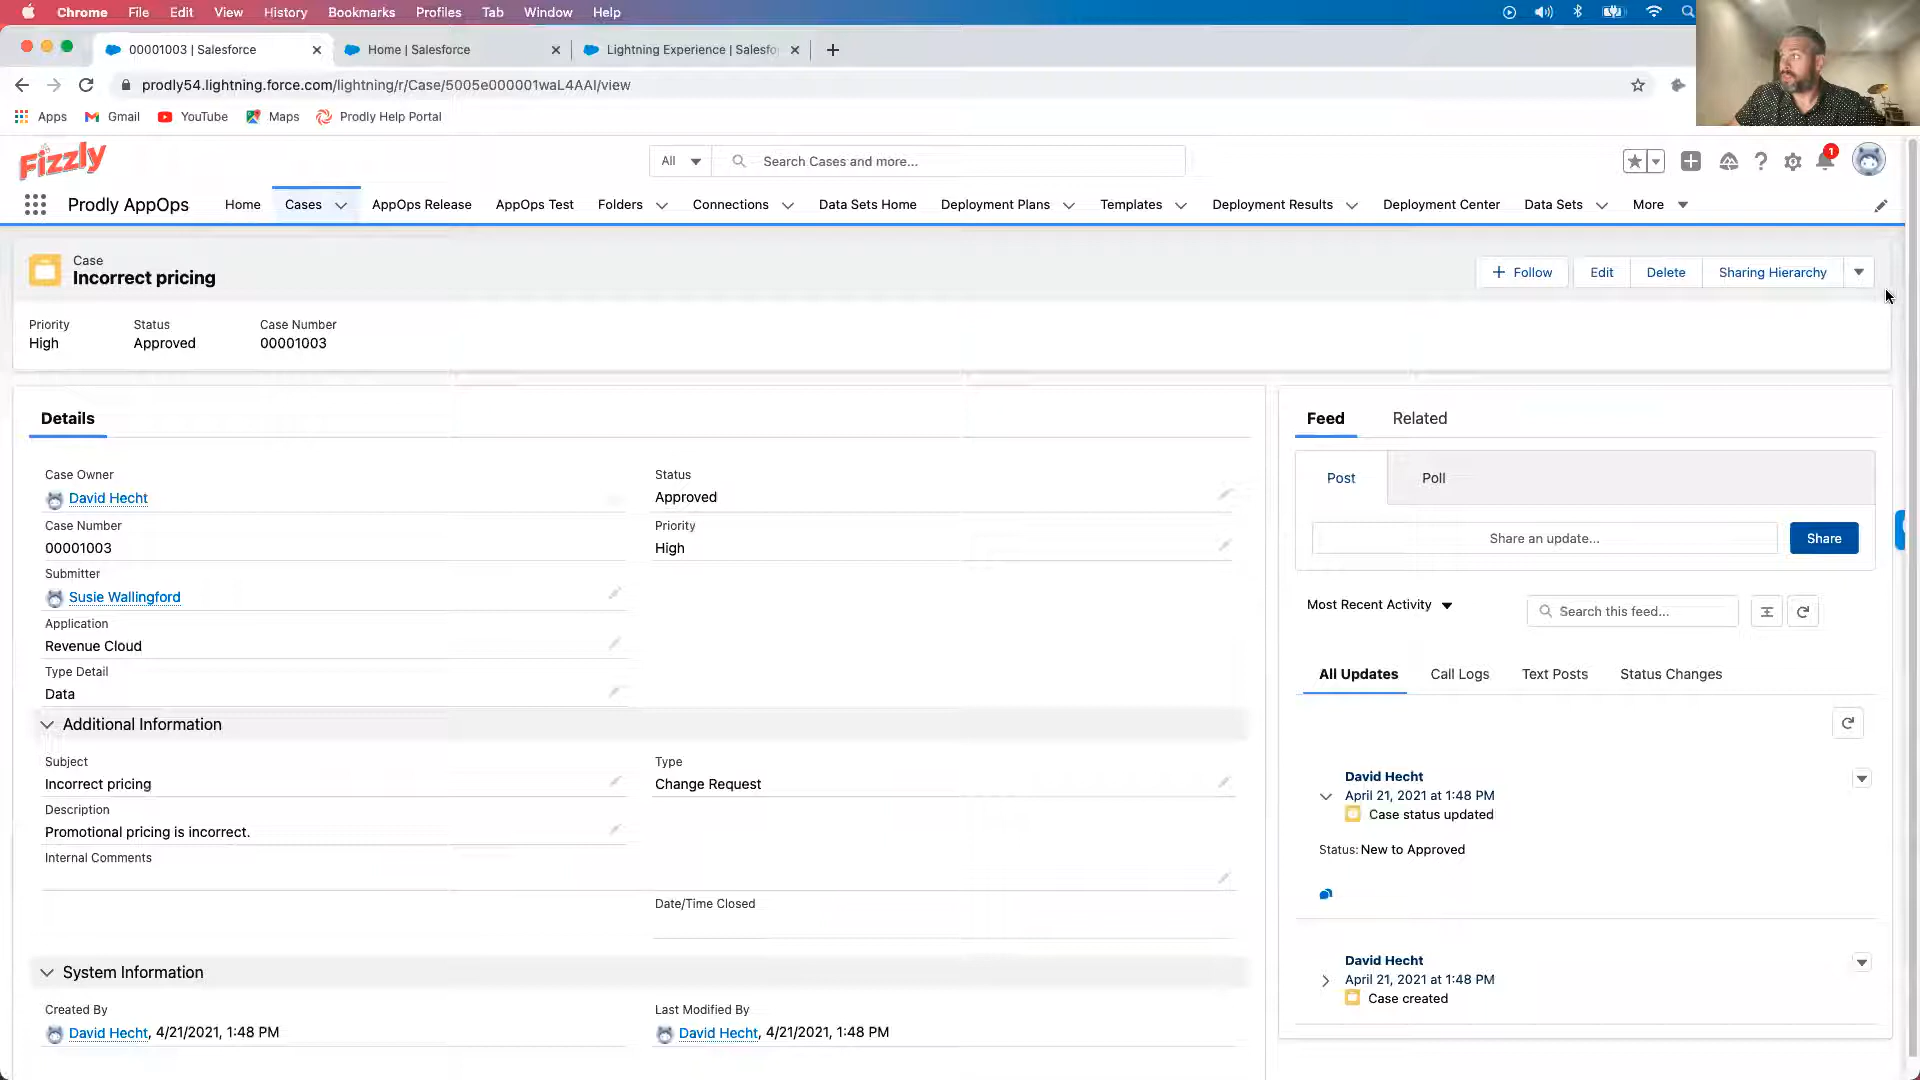 Chrome File Edit View History Bookmarks Profiles Tab Window Help
00001003 | Salesforce
Home | Salesforce
Lightning Experience | Salesfo
prodly54.lightning.force.com/lightning/r/Case/5005e000001waL4AAI/view
Apps Gmail YouTube Maps Prodly Help Portal
Fizzly
All Search Cases and more...
1
Prodly AppOps Home Cases AppOps Release AppOps Test Folders Connections Data Sets Home Deployment Plans Templates Deployment Results Deployment Center Data Sets More
Case
Incorrect pricing
Follow Edit Delete Sharing Hierarchy
Priority Status Case Number
High Approved 00001003
Details
Case Owner Status
David Hecht Approved
Case Number Priority
00001003 High
Submitter
Susie Wallingford
Application
Revenue Cloud
Type Detail
Data
Additional Information
Subject Type
Incorrect pricing Change Request
Description
Promotional pricing is incorrect.
Internal Comments
Date/Time Closed
System Information
Created By Last Modified By
David Hecht, 4/21/2021, 1:48 PM David Hecht, 4/21/2021, 1:48 PM
Feed Related
Post Poll
Share an update... Share
Most Recent Activity Search this feed...
All Updates Call Logs Text Posts Status Changes
David Hecht
April 21, 2021 at 1:48 PM
Case status updated
Status: New to Approved
David Hecht
April 21, 2021 at 1:48 PM
Case created